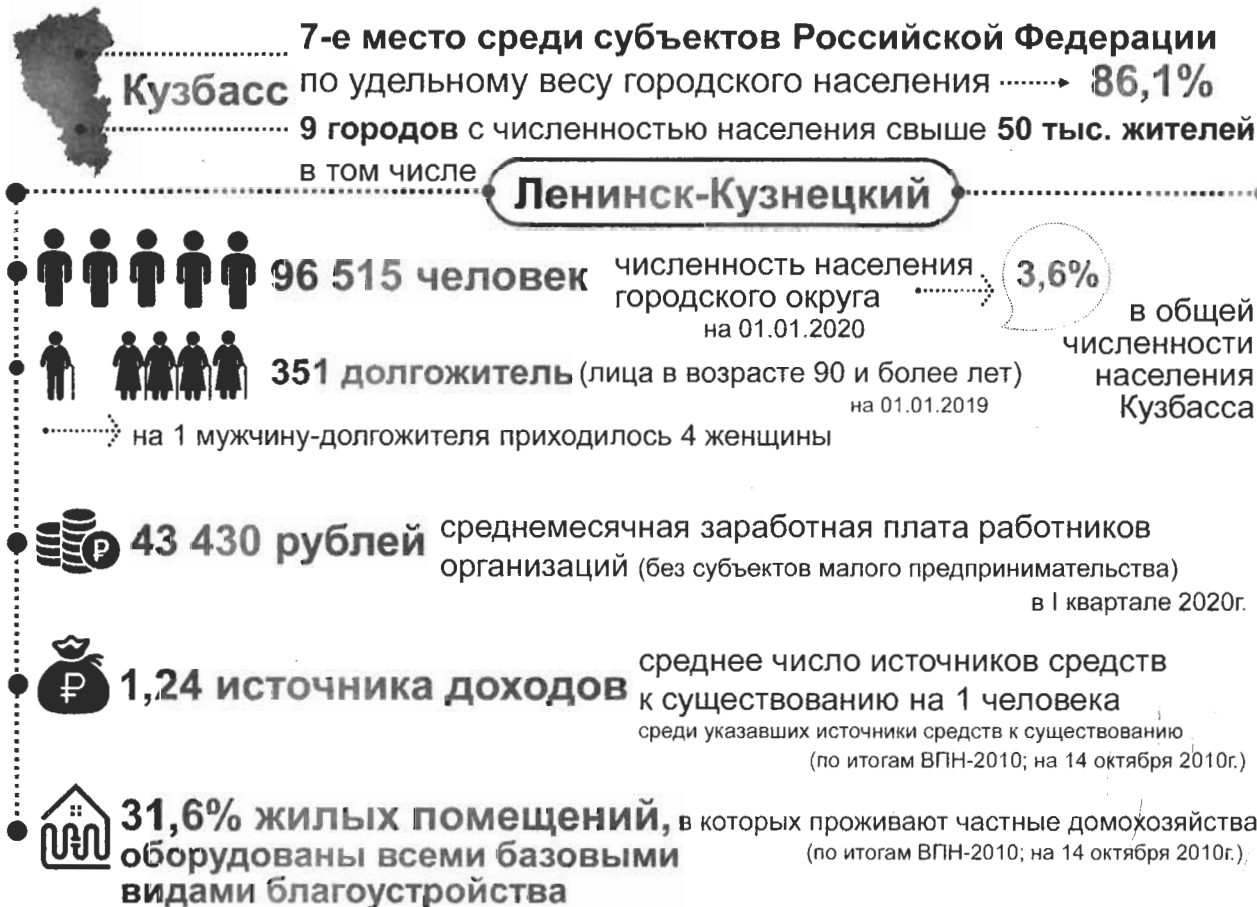 7-е место среди субъектов Российской Федерации
Кузбасс
по удельному весу городского населения
86,1%
9 городов с численностью населения свыше 50 тыс. жителей
в том числе
Ленинск-Кузнецкий
96 515 человек
численность населения
городского округа
на 01.01.2020
3,6%
в общей
численности
населения
Кузбасса
351 долгожитель (лица в возрасте 90 и более лет)
на 01.01.2019
на 1 мужчину-долгожителя приходилось 4 женщины
43 430 рублей
среднемесячная заработная плата работников
организаций (без субъектов малого предпринимательства)
в I квартале 2020г.
1,24 источника доходов
среднее число источников средств
к существованию на 1 человека
среди указавших источники средств к существованию
(по итогам ВПН-2010; на 14 октября 2010г.)
31,6% жилых помещений, в которых проживают частные домохозяйства
оборудованы всеми базовыми
видами благоустройства
(по итогам ВПН-2010; на 14 октября 2010г.)